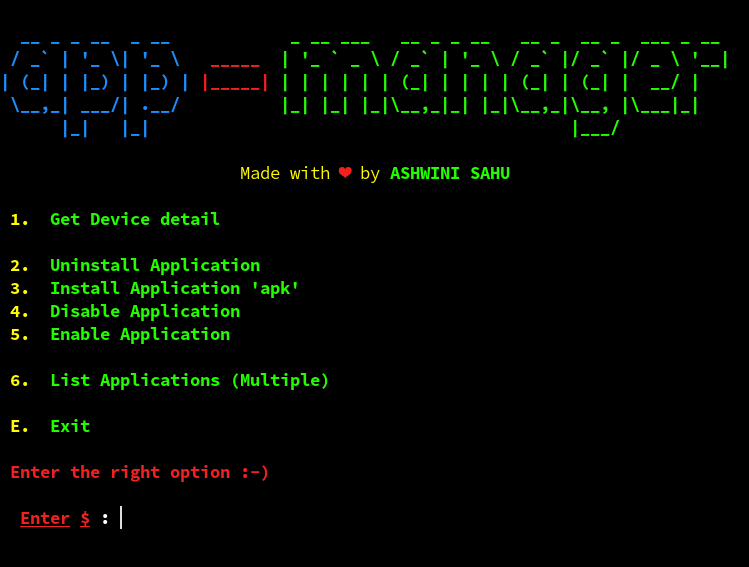 app - manager
Made with ❤ by ASHWINI SAHU
1. Get Device detail
2. Uninstall Application
3. Install Application 'apk'
4. Disable Application
5. Enable Application
6. List Applications (Multiple)
E. Exit
Enter the right option :-)
Enter $ :